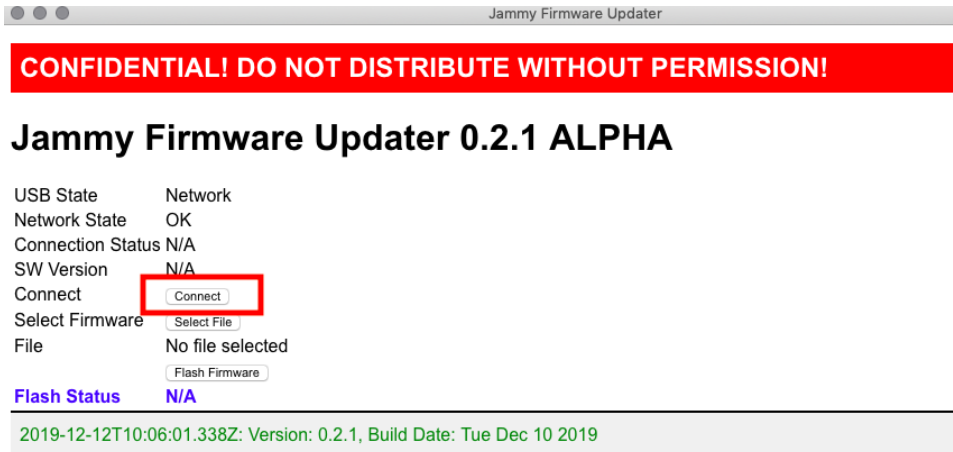 Jammy Firmware Updater
CONFIDENTIAL! DO NOT DISTRIBUTE WITHOUT PERMISSION!
Jammy Firmware Updater 0.2.1 ALPHA
USB State Network
Network State OK
Connection Status N/A
SW Version N/A
Connect Connect
Select Firmware Select File
File No file selected
Flash Firmware
Flash Status N/A
2019-12-12T10:06:01.338Z: Version: 0.2.1, Build Date: Tue Dec 10 2019